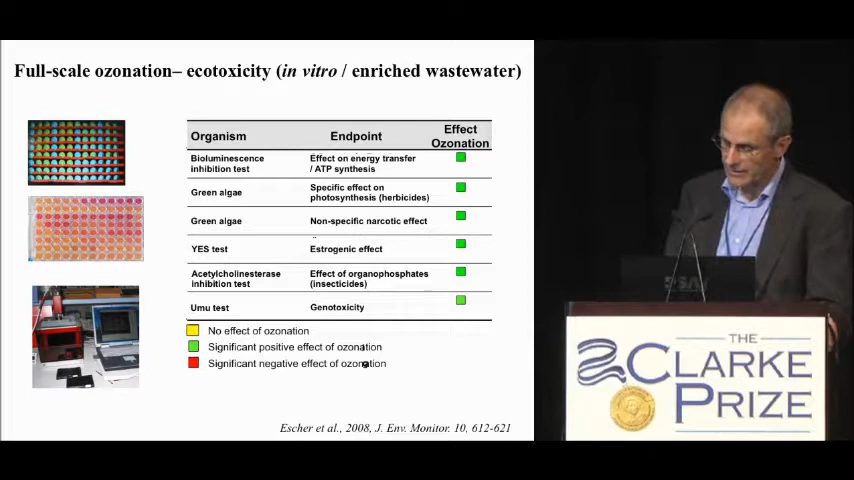 Full-scale ozonation– ecotoxicity (in vitro / enriched wastewater)
Organism Endpoint Effect Ozonation
Bioluminescence inhibition test Effect on energy transfer / ATP synthesis
Green algae Specific effect on photosynthesis (herbicides)
Green algae Non-specific narcotic effect
YES test Estrogenic effect
Acetylcholinesterase inhibition test Effect of organophosphates (insecticides)
Umu test Genotoxicity
No effect of ozonation
Significant positive effect of ozonation
Significant negative effect of ozonation
Escher et al., 2008, J. Env. Monitor. 10, 612-621
THE
CLARKE
PRIZE